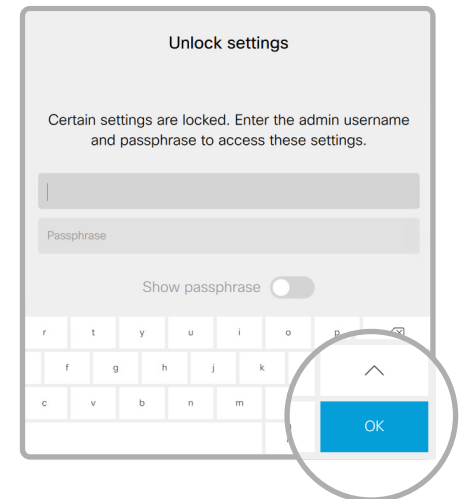 Unlock settings
Certain settings are locked. Enter the admin username
and passphrase to access these settings.
Passphrase
Show passphrase
r t y u i o p
f g h j k
c v b n m
OK